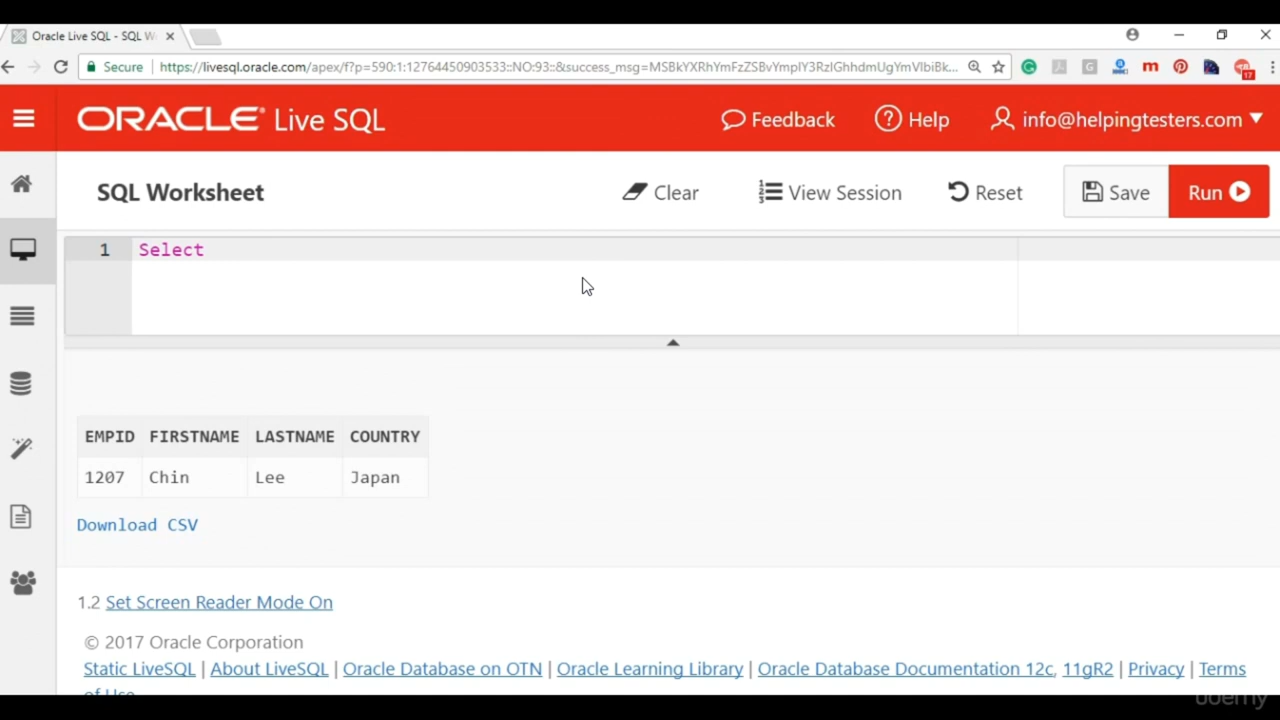 Oracle Live SQL - SQL W
Secure https://livesql.oracle.com/apex/f?p=590:1:12764450903533::NO:93::&success_msg=MSBkYXRhYmFzZSBvYmplY3RzIGhhdmUgYmVlbiBk...
17
ORACLE Live SQL Feedback Help info@helpingtesters.com
SQL Worksheet Clear View Session Reset Save Run
1 Select
EMPID FIRSTNAME LASTNAME COUNTRY
1207 Chin Lee Japan
Download CSV
1.2 Set Screen Reader Mode On
© 2017 Oracle Corporation
Static LiveSQL | About LiveSQL | Oracle Database on OTN | Oracle Learning Library | Oracle Database Documentation 12c, 11gR2 | Privacy | Terms
of Use
udemy